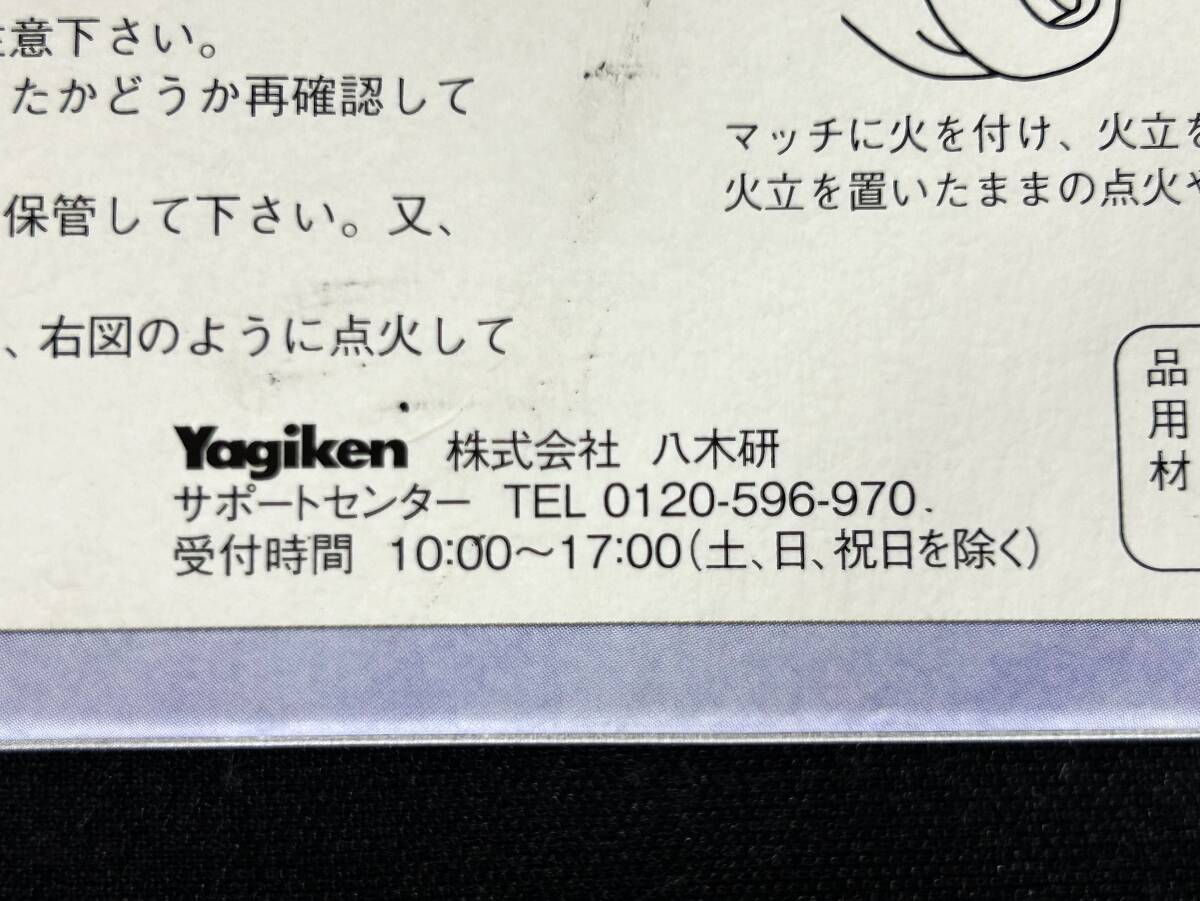 注意下さい。
たかどうか再確認して
保管して下さい。又、
、右図のように点火して
マッチに火を付け、火立を
火立を置いたままの点火や
品
用
材
Yagiken 株式会社 八木研
サポートセンター TEL 0120-596-970
受付時間 10:00〜17:00(土、日、祝日を除く)